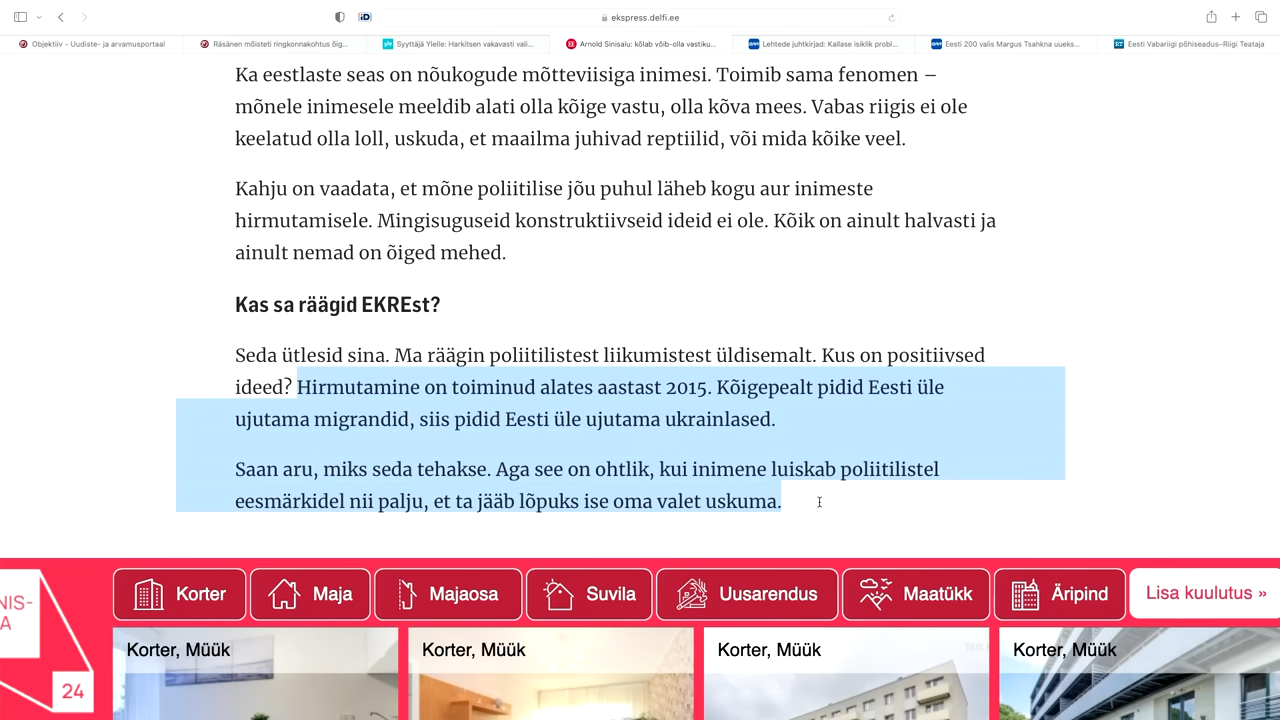 ekspress.delfi.ee
Objektiiv - Uudiste- ja arvamusportaal
Räsänen mõisteti ringkonnakohtus õig...
Syyttäjä Ylelle: Harkitsen vakavasti vali...
Arnold Sinisalu: kõlab võib-olla vastiku...
Lehtede juhtkirjad: Kallase isiklik probl...
Eesti 200 valis Margus Tsahkna uueks...
Eesti Vabariigi põhiseadus–Riigi Teataja
Ka eestlaste seas on nõukogude mõtteviisiga inimesi. Toimib sama fenomen –
mõnele inimesele meeldib alati olla kõige vastu, olla kõva mees. Vabas riigis ei ole
keelatud olla loll, uskuda, et maailma juhivad reptiilid, või mida kõike veel.
Kahju on vaadata, et mõne poliitilise jõu puhul läheb kogu aur inimeste
hirmutamisele. Mingisuguseid konstruktiivseid ideid ei ole. Kõik on ainult halvasti ja
ainult nemad on õiged mehed.
Kas sa räägid EKREst?
Seda ütlesid sina. Ma räägin poliitilistest liikumistest üldisemalt. Kus on positiivsed
ideed? Hirmutamine on toiminud alates aastast 2015. Kõigepealt pidid Eesti üle
ujutama migrandid, siis pidid Eesti üle ujutama ukrainlased.
Saan aru, miks seda tehakse. Aga see on ohtlik, kui inimene luiskab poliitilistel
eesmärkidel nii palju, et ta jääb lõpuks ise oma valet uskuma.
NIS-
A
24
Korter
Maja
Majaosa
Suvila
Uusarendus
Maatükk
Äripind
Lisa kuulutus »
Korter, Müük
Korter, Müük
Korter, Müük
Korter, Müük